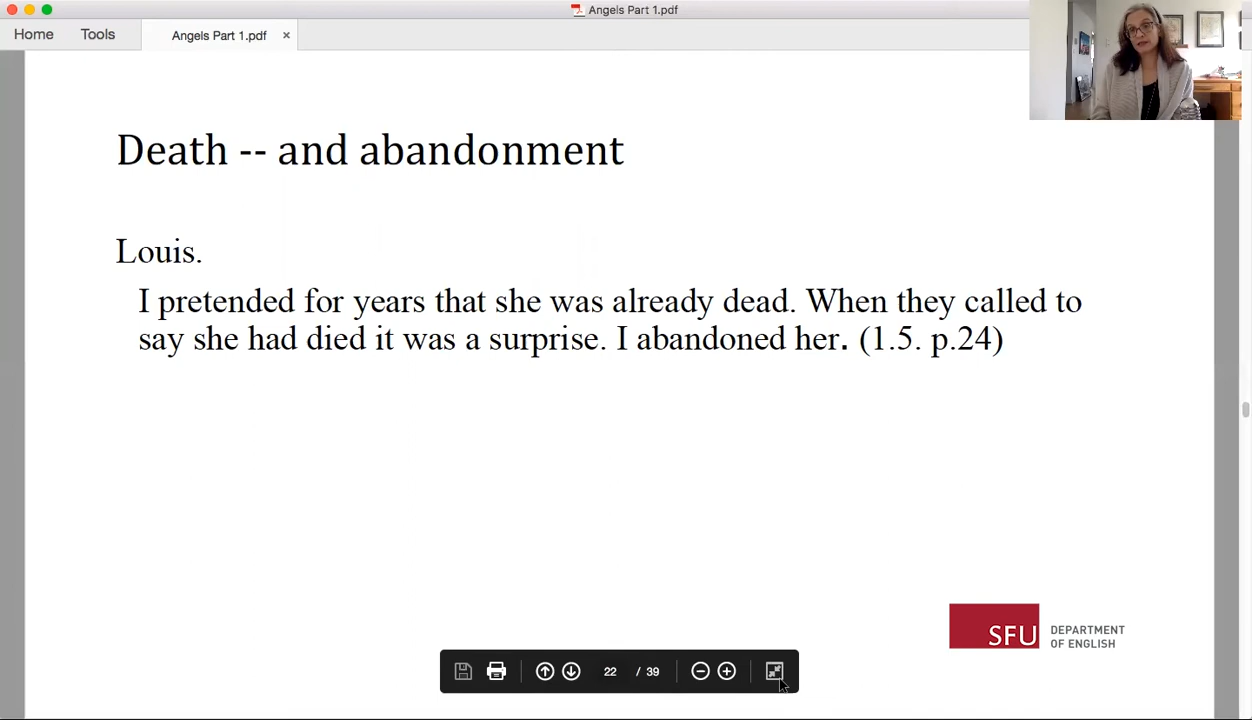 Angels Part 1.pdf
Home
Tools
Angels Part 1.pdf
×
Death -- and abandonment
Louis.
I pretended for years that she was already dead. When they called to
say she had died it was a surprise. I abandoned her. (1.5. p.24)
SFU
DEPARTMENT
OF ENGLISH
22 / 39